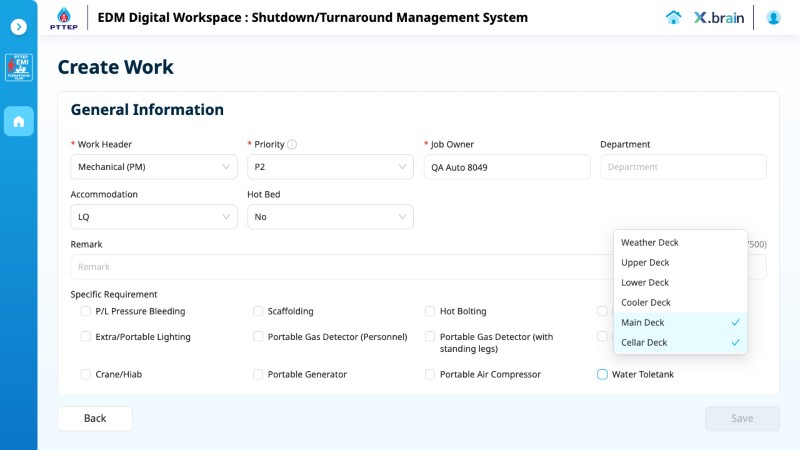 PTTEP
EDM Digital Workspace : Shutdown/Turnaround Management System
X.brain
PTTEP
EMI
Create Work
General Information
* Work Header
* Priority
* Job Owner
Department
Mechanical (PM)
P2
QA Auto 8049
Department
Accommodation
Hot Bed
LQ
No
Remark
/500)
Remark
Weather Deck
Upper Deck
Lower Deck
Cooler Deck
Main Deck
Cellar Deck
Specific Requirement
P/L Pressure Bleeding
Scaffolding
Hot Bolting
Extra/Portable Lighting
Portable Gas Detector (Personnel)
Portable Gas Detector (with
standing legs)
Crane/Hiab
Portable Generator
Portable Air Compressor
Water Toletank
Back
Save